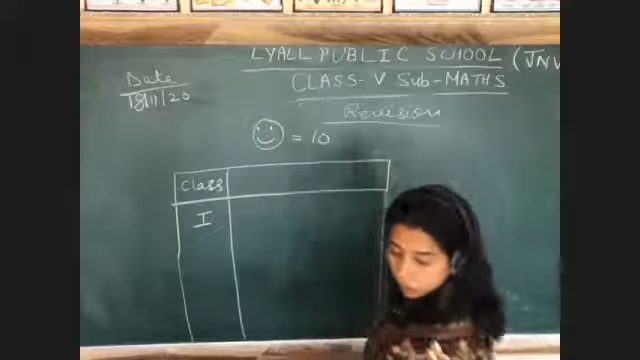 LYALL PUBLIC SCHOOL (JNV
CLASS-V Sub-MATHS
Date
18/11/20
Revision
= 10
Class
I